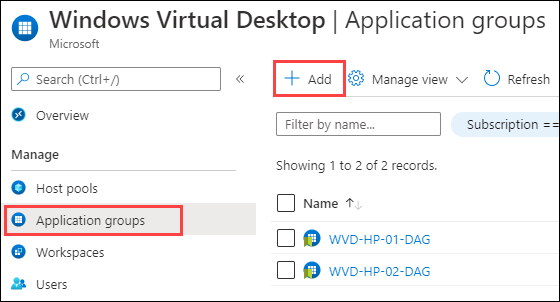 Windows Virtual Desktop | Application groups
Microsoft
Search (Ctrl+/)
«
Overview
Manage
Host pools
Application groups
Workspaces
Users
+ Add
Manage view
Refresh
Filter by name...
Subscription ==
Showing 1 to 2 of 2 records.
Name ↑↓
WVD-HP-01-DAG
WVD-HP-02-DAG